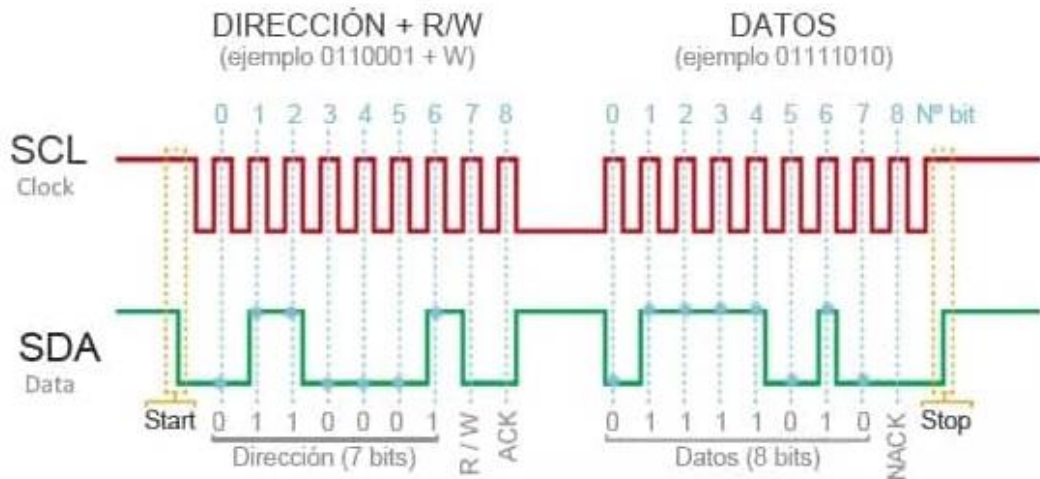 DIRECCIÓN + R/W
(ejemplo 0110001 + W)
DATOS
(ejemplo 01111010)
0 1 2 3 4 5 6 7 8
0 1 2 3 4 5 6 7 8 Nº bit
SCL
Clock
SDA
Data
Start
0 1 1 0 0 0 1 R / W ACK
Dirección (7 bits)
0 1 1 1 1 0 1 0 NACK
Datos (8 bits)
Stop